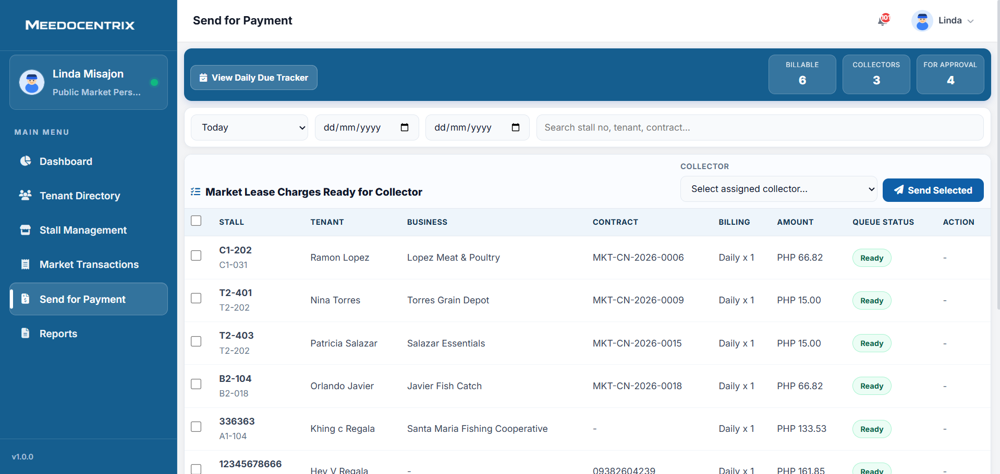 MEEDOCENTRIX
Linda Misajon
Public Market Pers...
MAIN MENU
Dashboard
Tenant Directory
Stall Management
Market Transactions
Send for Payment
Reports
v1.0.0
Send for Payment
101
Linda
View Daily Due Tracker
BILLABLE
6
COLLECTORS
3
FOR APPROVAL
4
Today
dd/mm/yyyy
dd/mm/yyyy
Search stall no, tenant, contract...
Market Lease Charges Ready for Collector
COLLECTOR
Select assigned collector...
Send Selected
STALL TENANT BUSINESS CONTRACT BILLING AMOUNT QUEUE STATUS ACTION
C1-202
C1-031
Ramon Lopez Lopez Meat & Poultry MKT-CN-2026-0006 Daily x 1 PHP 66.82 Ready -
T2-401
T2-202
Nina Torres Torres Grain Depot MKT-CN-2026-0009 Daily x 1 PHP 15.00 Ready -
T2-403
T2-202
Patricia Salazar Salazar Essentials MKT-CN-2026-0015 Daily x 1 PHP 15.00 Ready -
B2-104
B2-018
Orlando Javier Javier Fish Catch MKT-CN-2026-0018 Daily x 1 PHP 66.82 Ready -
336363
A1-104
Khing c Regala Santa Maria Fishing Cooperative - Daily x 1 PHP 133.53 Ready -
12345678666
Hey V Regala - 09382604239 Daily x 1 PHP 161.85 Ready -